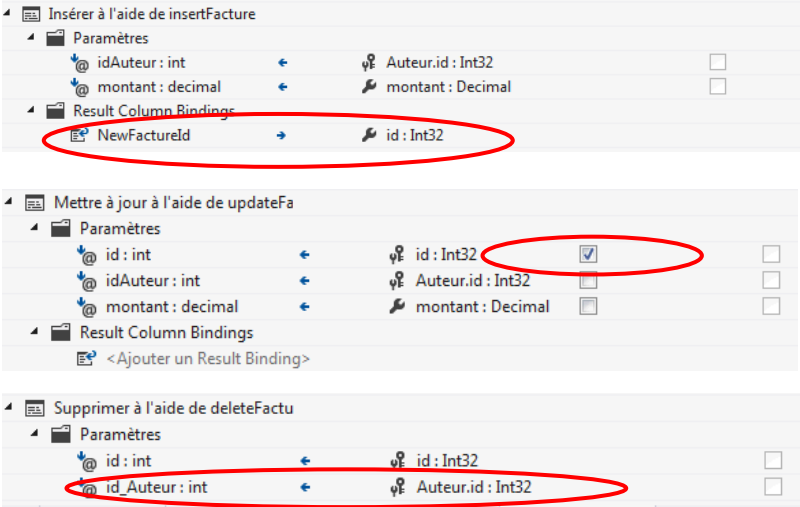 Insérer à l'aide de insertFacture
Paramètres
idAuteur : int Auteur.id : Int32
montant : decimal montant : Decimal
Result Column Bindings
NewFactureId id : Int32
Mettre à jour à l'aide de updateFa
Paramètres
id : int id : Int32
idAuteur : int Auteur.id : Int32
montant : decimal montant : Decimal
Result Column Bindings
<Ajouter un Result Binding>
Supprimer à l'aide de deleteFactu
Paramètres
id : int id : Int32
id_Auteur : int Auteur.id : Int32